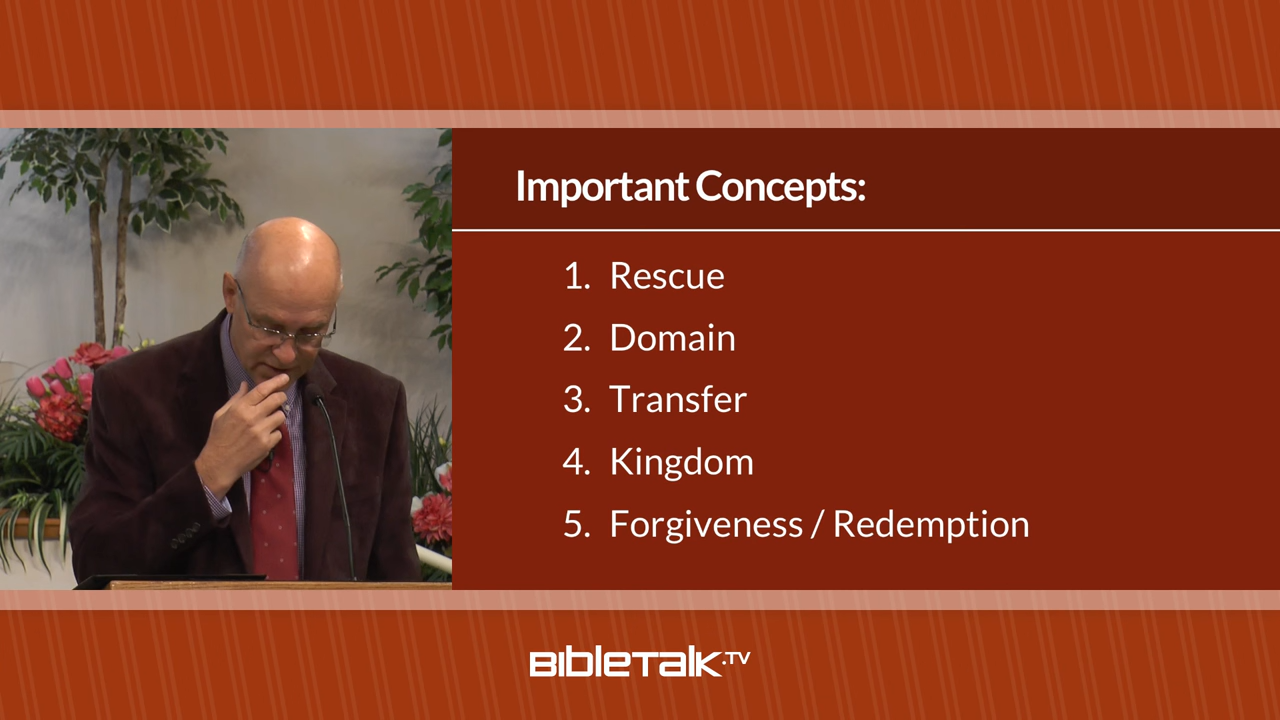 Important Concepts:
1. Rescue
2. Domain
3. Transfer
4. Kingdom
5. Forgiveness / Redemption
BibleTalk.TV